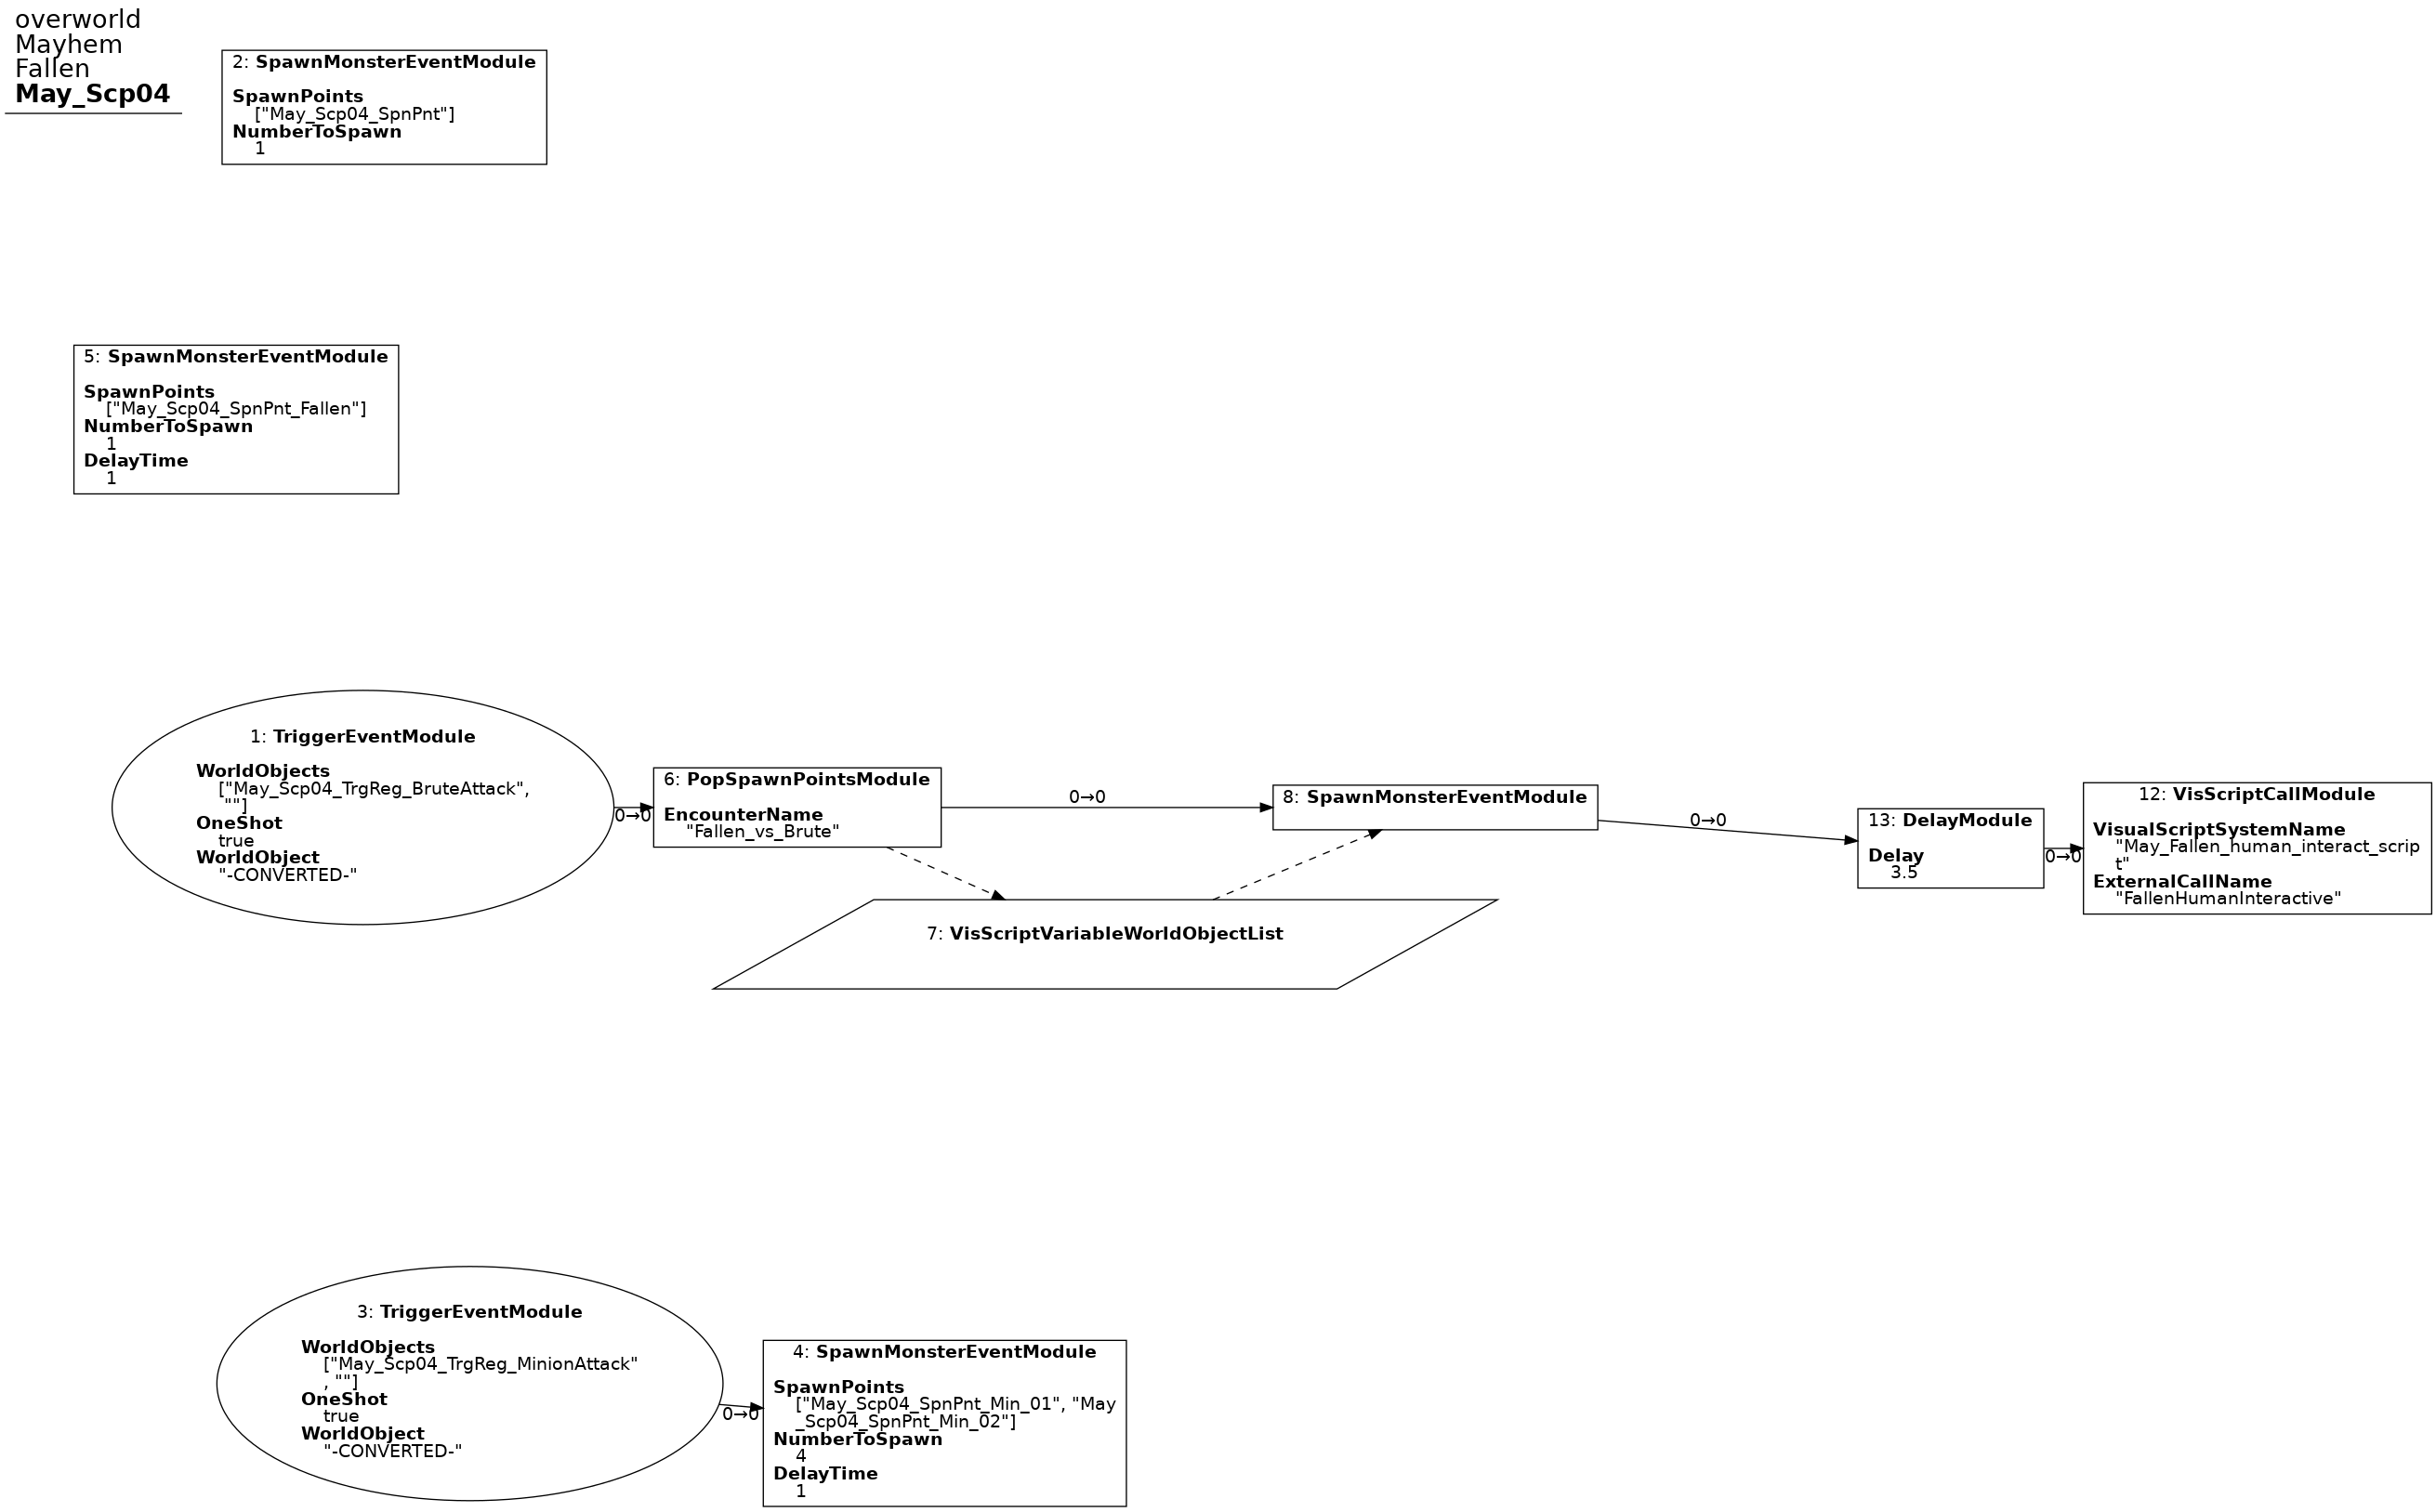 overworld
Mayhem
Fallen
May_Scp04
2: SpawnMonsterEventModule
SpawnPoints
["May_Scp04_SpnPnt"]
NumberToSpawn
1
5: SpawnMonsterEventModule
SpawnPoints
["May_Scp04_SpnPnt_Fallen"]
NumberToSpawn
1
DelayTime
1
1: TriggerEventModule
WorldObjects
["May_Scp04_TrgReg_BruteAttack",
""]
OneShot
true
WorldObject
"-CONVERTED-"
0→0
6: PopSpawnPointsModule
EncounterName
"Fallen_vs_Brute"
0→0
8: SpawnMonsterEventModule
0→0
13: DelayModule
Delay
3.5
0→0
12: VisScriptCallModule
VisualScriptSystemName
"May_Fallen_human_interact_scrip
t"
ExternalCallName
"FallenHumanInteractive"
7: VisScriptVariableWorldObjectList
3: TriggerEventModule
WorldObjects
["May_Scp04_TrgReg_MinionAttack"
, ""]
OneShot
true
WorldObject
"-CONVERTED-"
0→0
4: SpawnMonsterEventModule
SpawnPoints
["May_Scp04_SpnPnt_Min_01", "May
_Scp04_SpnPnt_Min_02"]
NumberToSpawn
4
DelayTime
1